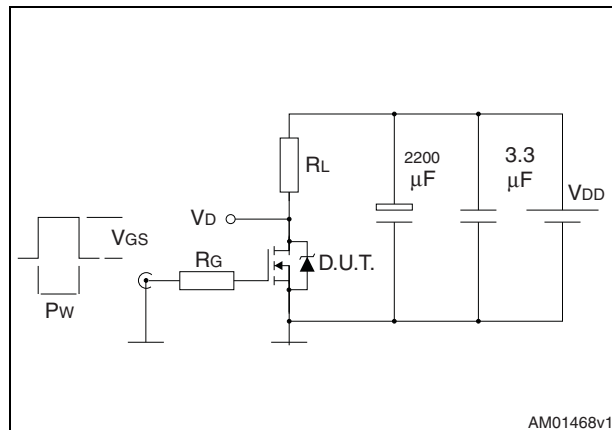 2200
μF
3.3
μF
RL
VDD
VD
VGS
RG
D.U.T.
PW
AM01468v1